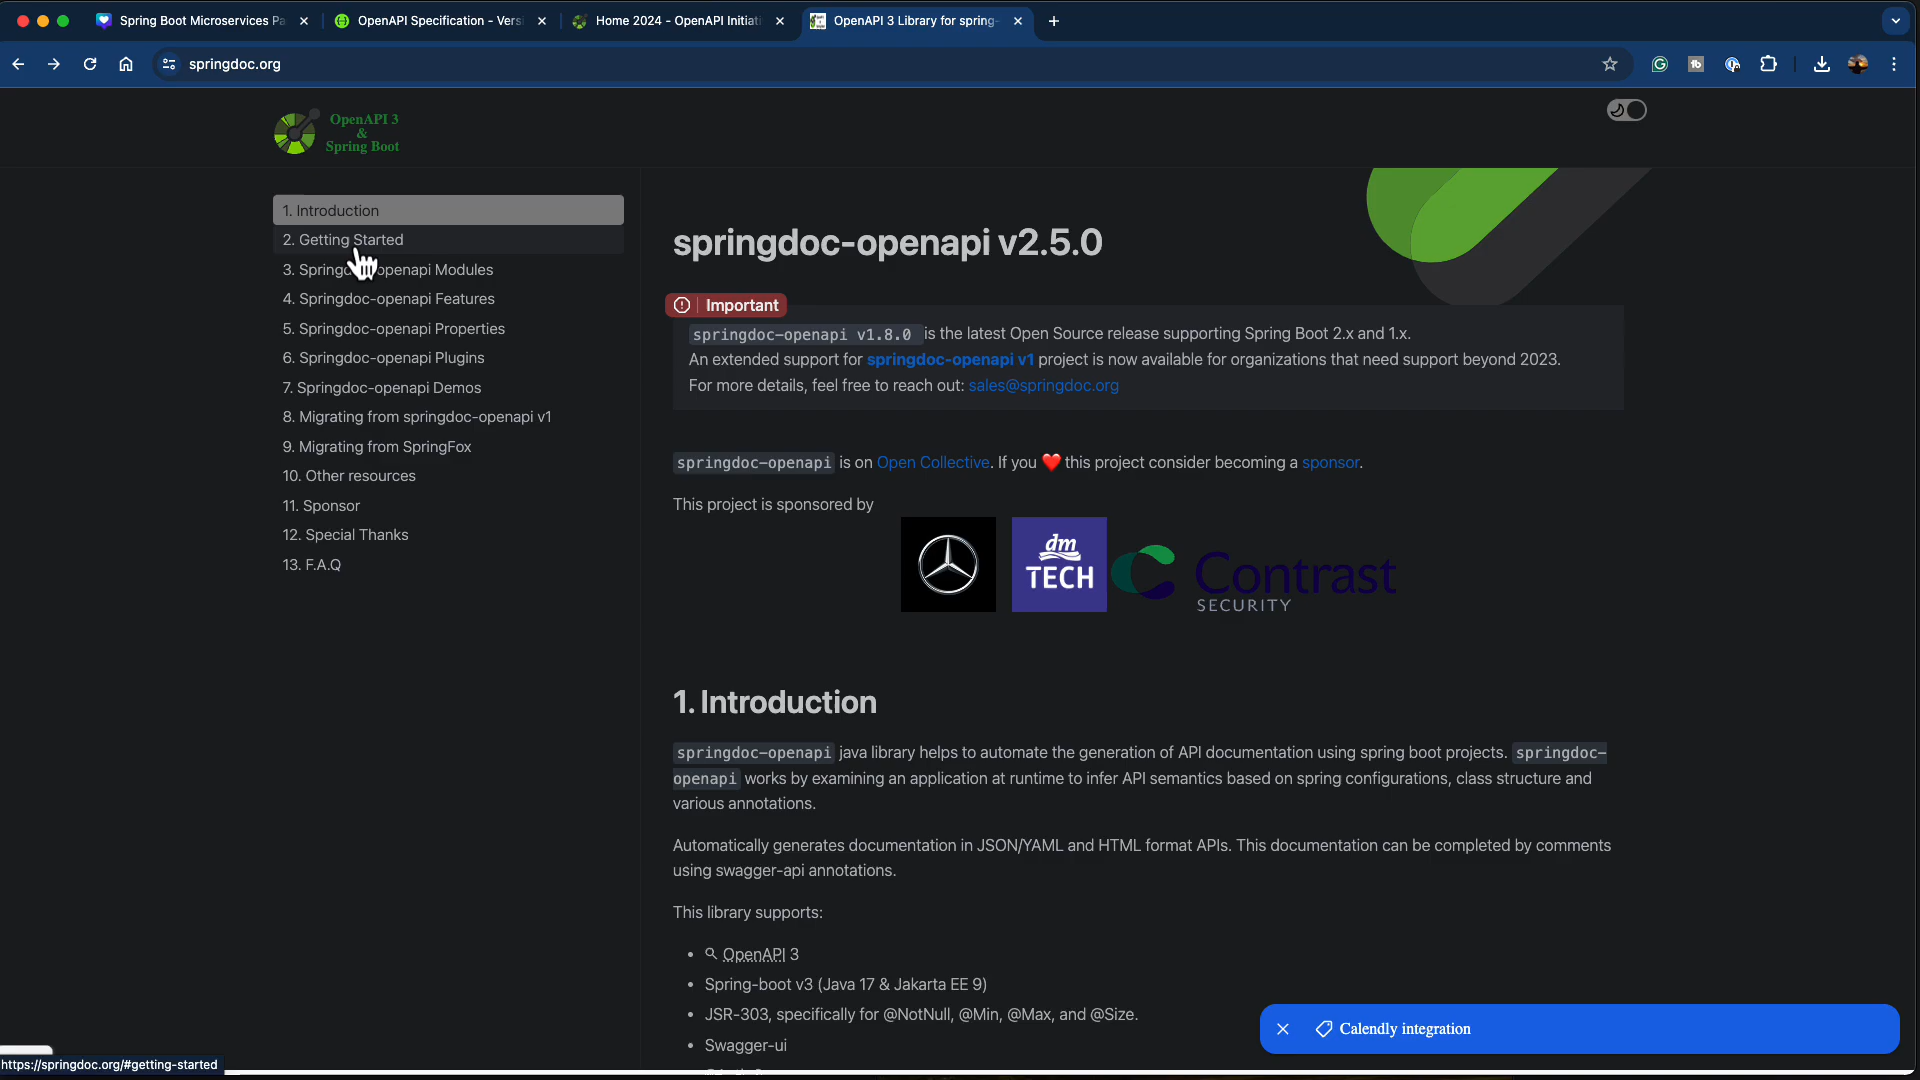 Spring Boot Microservices Pa
OpenAPI Specification - Versi
Home 2024 - OpenAPI Initiati
OpenAPI 3 Library for spring-
springdoc.org
OpenAPI 3
&
Spring Boot
1. Introduction
2. Getting Started
3. Springdoc-openapi Modules
4. Springdoc-openapi Features
5. Springdoc-openapi Properties
6. Springdoc-openapi Plugins
7. Springdoc-openapi Demos
8. Migrating from springdoc-openapi v1
9. Migrating from SpringFox
10. Other resources
11. Sponsor
12. Special Thanks
13. F.A.Q
springdoc-openapi v2.5.0
Important
springdoc-openapi v1.8.0 is the latest Open Source release supporting Spring Boot 2.x and 1.x.
An extended support for springdoc-openapi v1 project is now available for organizations that need support beyond 2023.
For more details, feel free to reach out: sales@springdoc.org
springdoc-openapi is on Open Collective. If you ❤️ this project consider becoming a sponsor.
This project is sponsored by
dm
TECH
Contrast
SECURITY
1. Introduction
springdoc-openapi java library helps to automate the generation of API documentation using spring boot projects. springdoc-
openapi works by examining an application at runtime to infer API semantics based on spring configurations, class structure and
various annotations.
Automatically generates documentation in JSON/YAML and HTML format APIs. This documentation can be completed by comments
using swagger-api annotations.
This library supports:
• OpenAPI 3
• Spring-boot v3 (Java 17 & Jakarta EE 9)
• JSR-303, specifically for @NotNull, @Min, @Max, and @Size.
• Swagger-ui
Calendly integration
https://springdoc.org/#getting-started